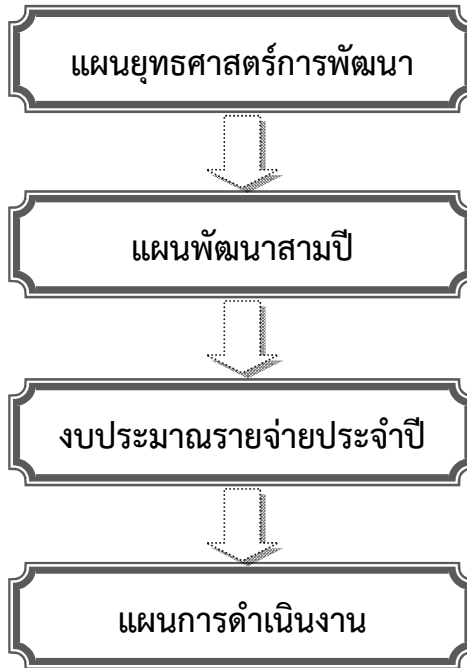 แผนยุทธศาสตร์การพัฒนา
แผนพัฒนาสามปี
งบประมาณรายจ่ายประจำปี
แผนการดำเนินงาน